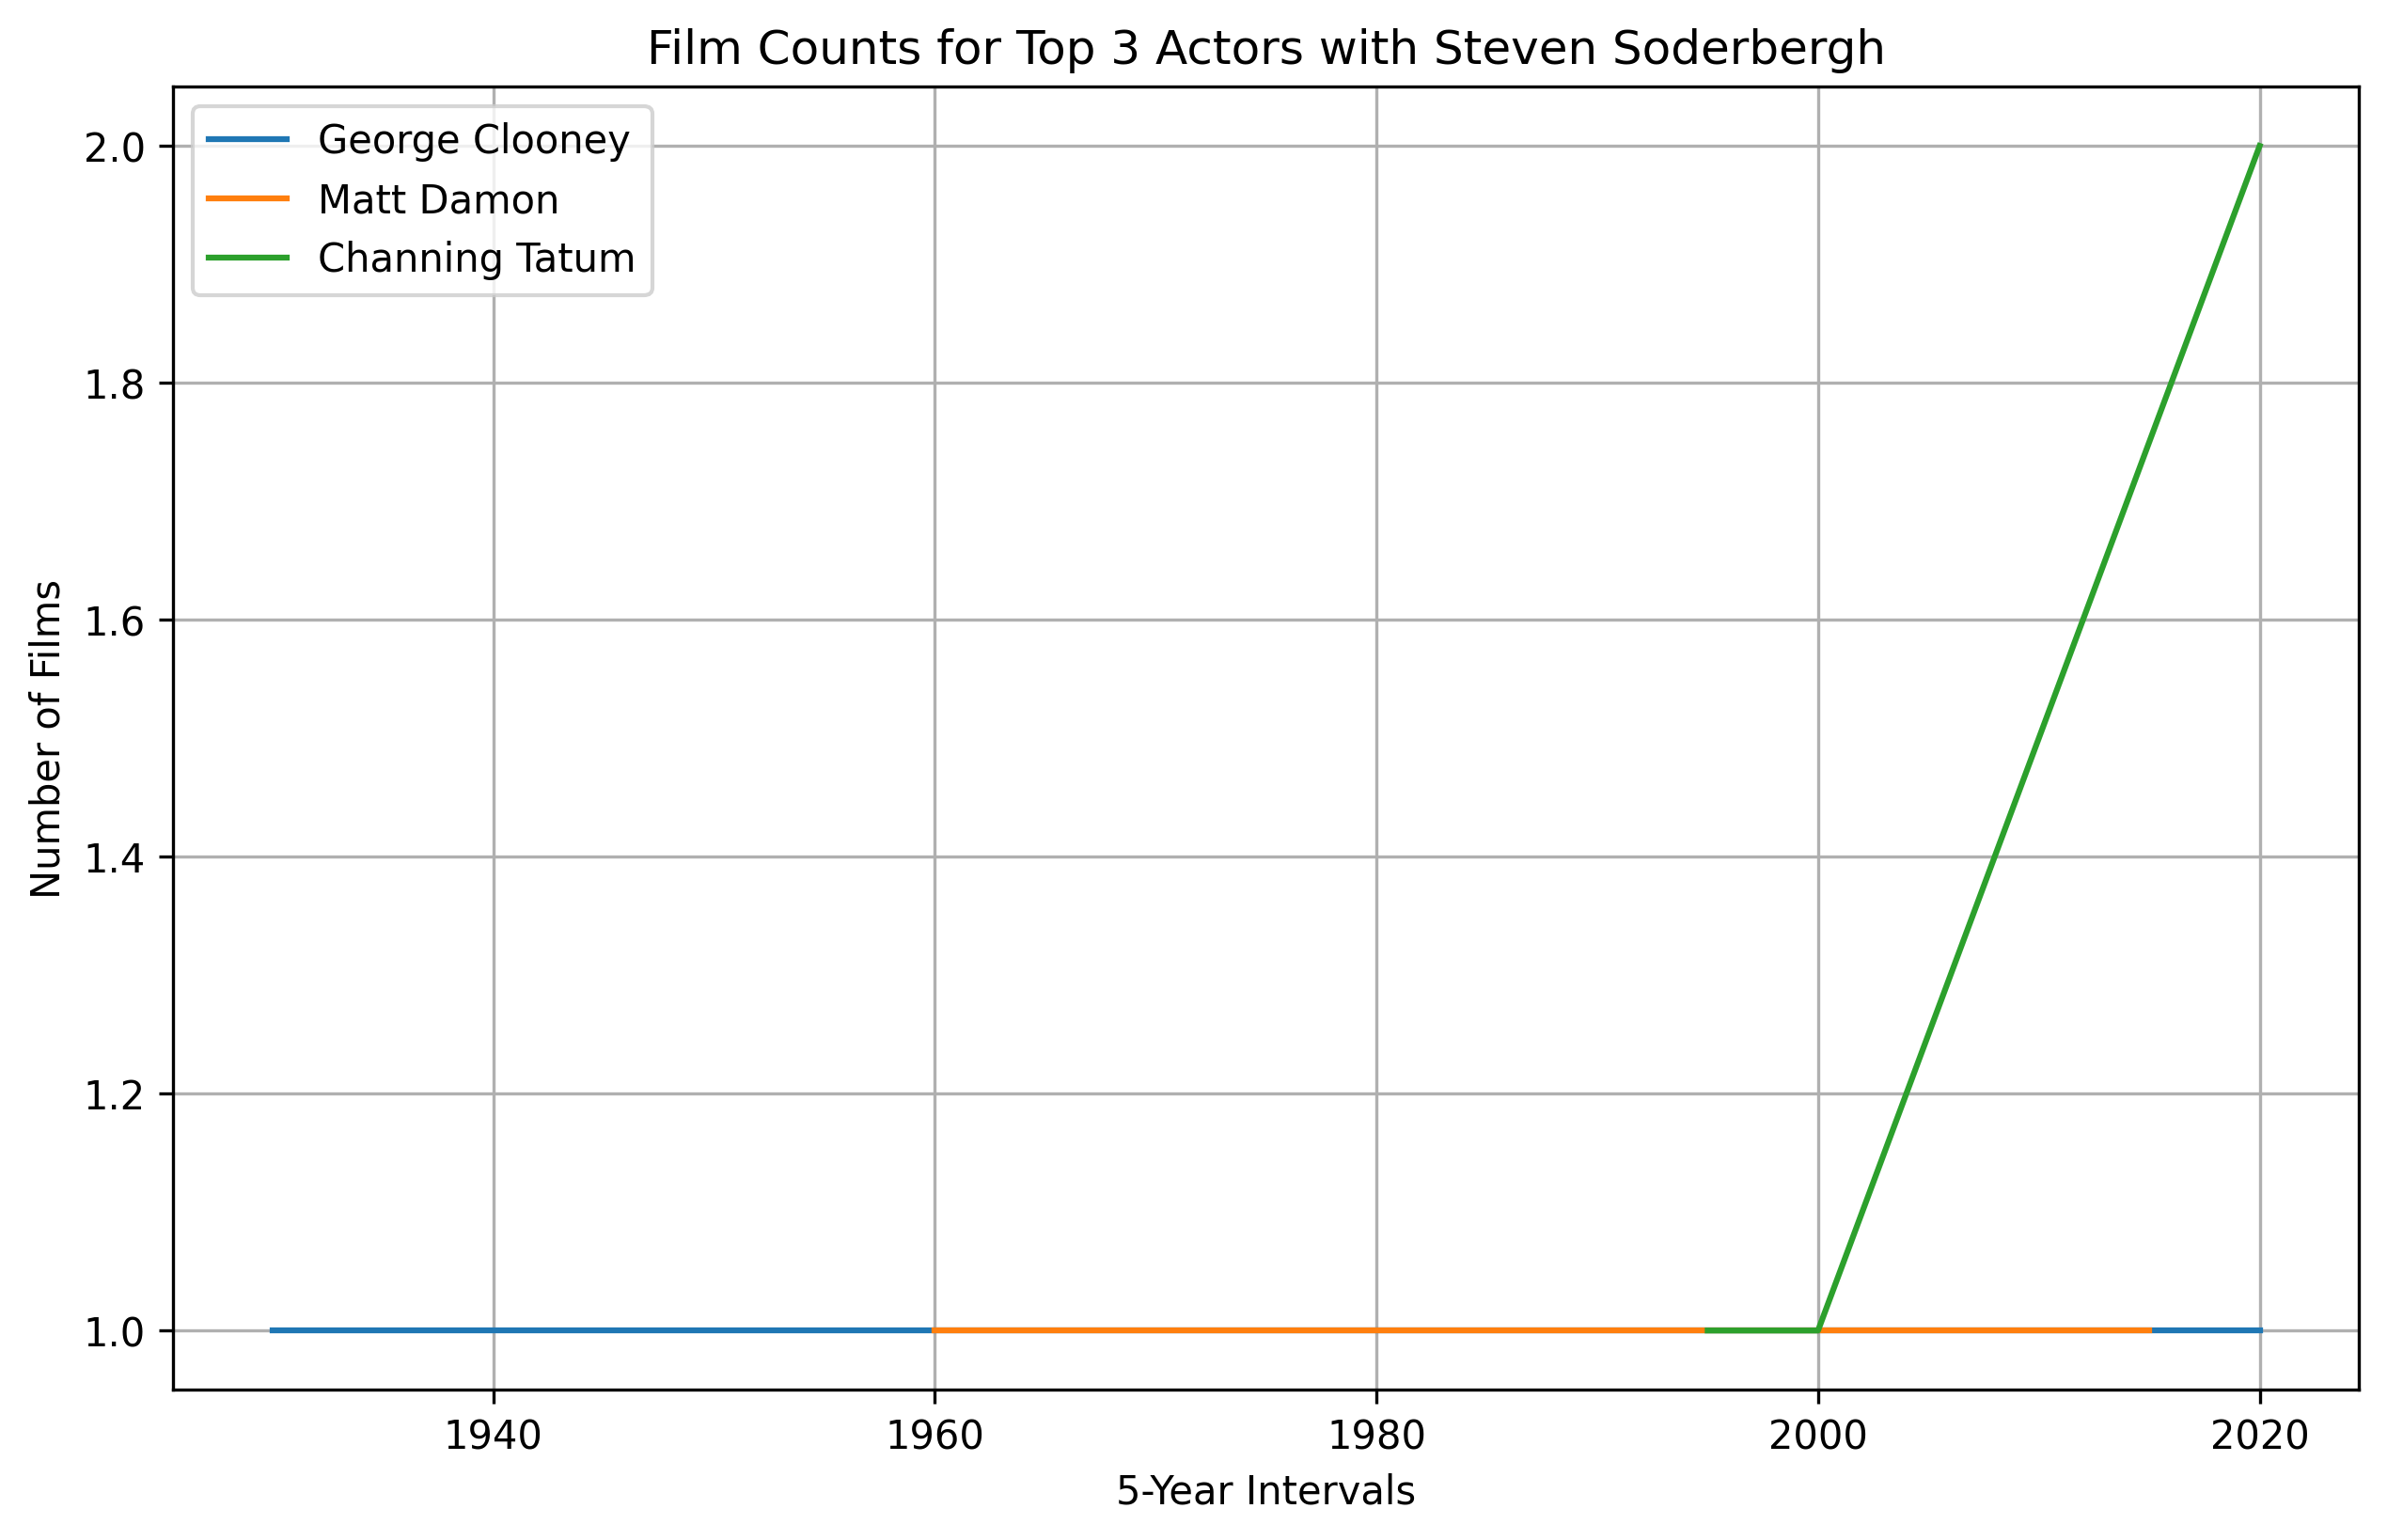 Film Counts for Top 3 Actors with Steven Soderbergh
George Clooney
Matt Damon
Channing Tatum
2.0
1.8
1.6
1.4
1.2
1.0
Number of Films
1940 1960 1980 2000 2020
5-Year Intervals